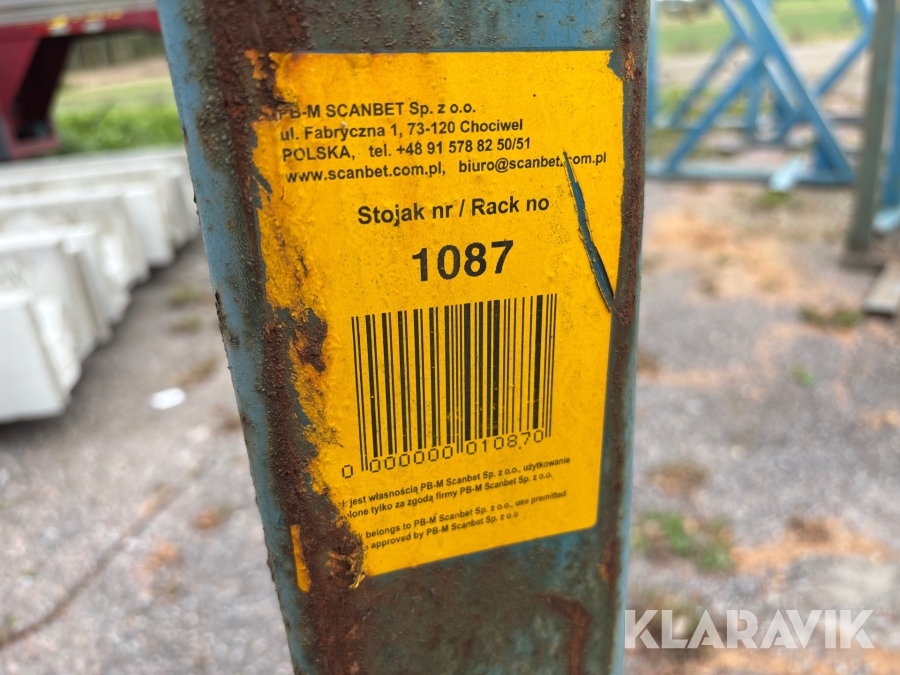 PB-M SCANBET Sp. z o.o.
ul. Fabryczna 1, 73-120 Chociwel
POLSKA, tel. +48 91 578 82 50/51
www.scanbet.com.pl, biuro@scanbet.com.pl
Stojak nr / Rack no
1087
0 000000 010870
jest własnością PB-M Scanbet Sp. z o.o., użytkowanie
tylko za zgodą firmy PB-M Scanbet Sp. z o.o.
belongs to PB-M Scanbet Sp. z o.o., use premitted
approved by PB-M Scanbet Sp. z o.o
KLARAVIK